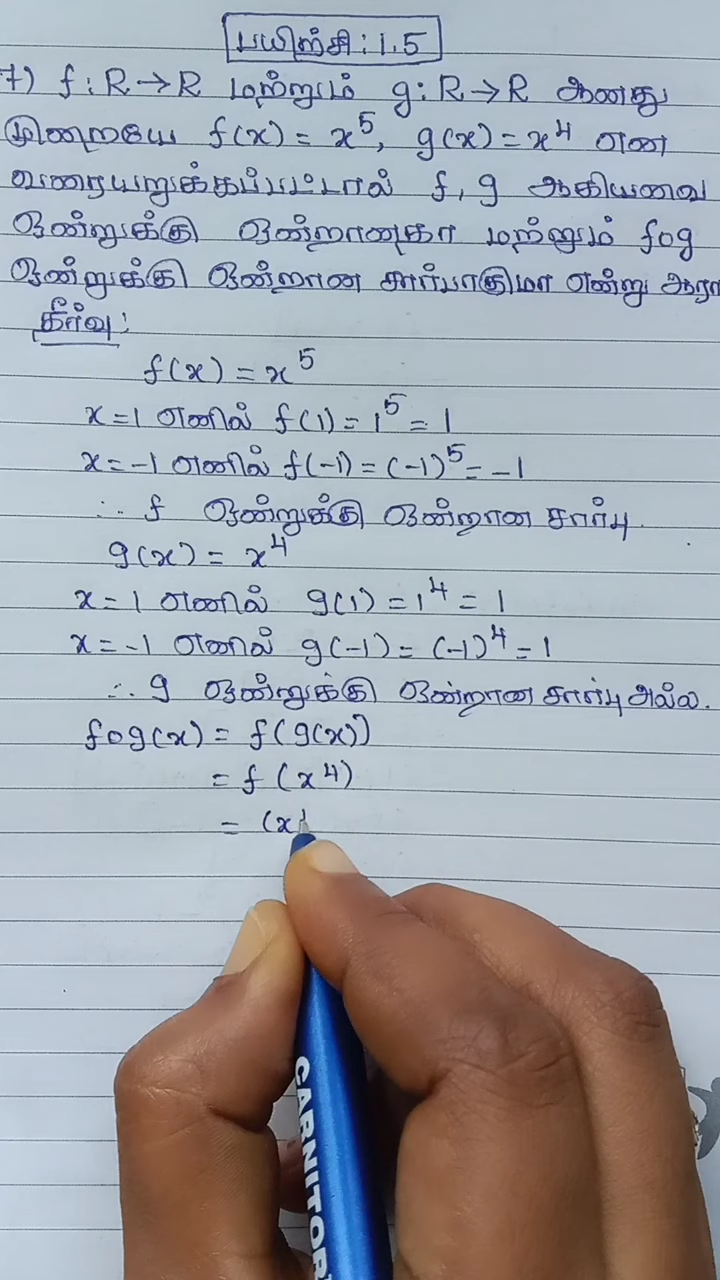 பயிற்சி : 1.5
7) f : R → R மற்றும் g : R → R ஆனது
முறையே f(x) = x⁵, g(x) = x⁴ என
வரையறுக்கப்பட்டால் f, g ஆகியவை
ஒன்றுக்கு ஒன்றானதா மற்றும் fog
ஒன்றுக்கு ஒன்றான சார்பாகுமா என்று ஆரா
தீர்வு :
f(x) = x⁵
x = 1 எனில் f(1) = 1⁵ = 1
x = -1 எனில் f(-1) = (-1)⁵ = -1
∴ f ஒன்றுக்கு ஒன்றான சார்பு.
g(x) = x⁴
x = 1 எனில் g(1) = 1⁴ = 1
x = -1 எனில் g(-1) = (-1)⁴ = 1
∴ g ஒன்றுக்கு ஒன்றான சார்பு அல்ல.
fog(x) = f(g(x))
= f(x⁴)
= (x